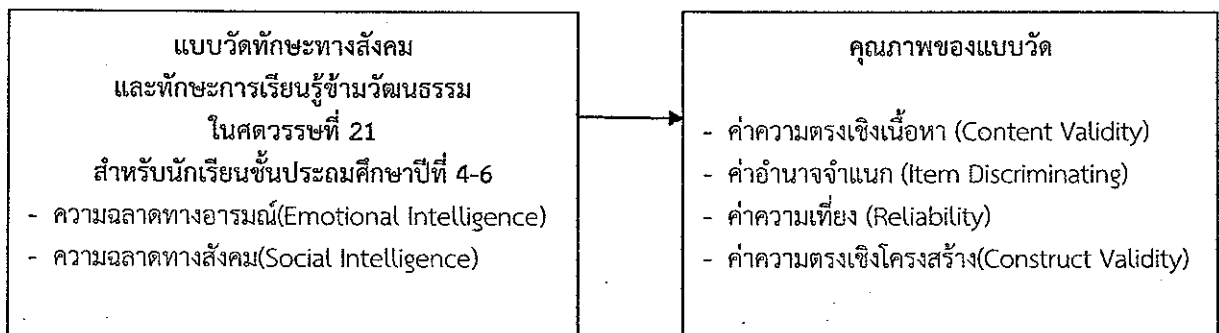 แบบวัดทักษะทางสังคม
และทักษะการเรียนรู้ข้ามวัฒนธรรม
ในศตวรรษที่ 21
สำหรับนักเรียนชั้นประถมศึกษาปีที่ 4-6
- ความฉลาดทางอารมณ์(Emotional Intelligence)
- ความฉลาดทางสังคม(Social Intelligence)
คุณภาพของแบบวัด
- ค่าความตรงเชิงเนื้อหา (Content Validity)
- ค่าอำนาจจำแนก (Item Discriminating)
- ค่าความเที่ยง (Reliability)
- ค่าความตรงเชิงโครงสร้าง(Construct Validity)